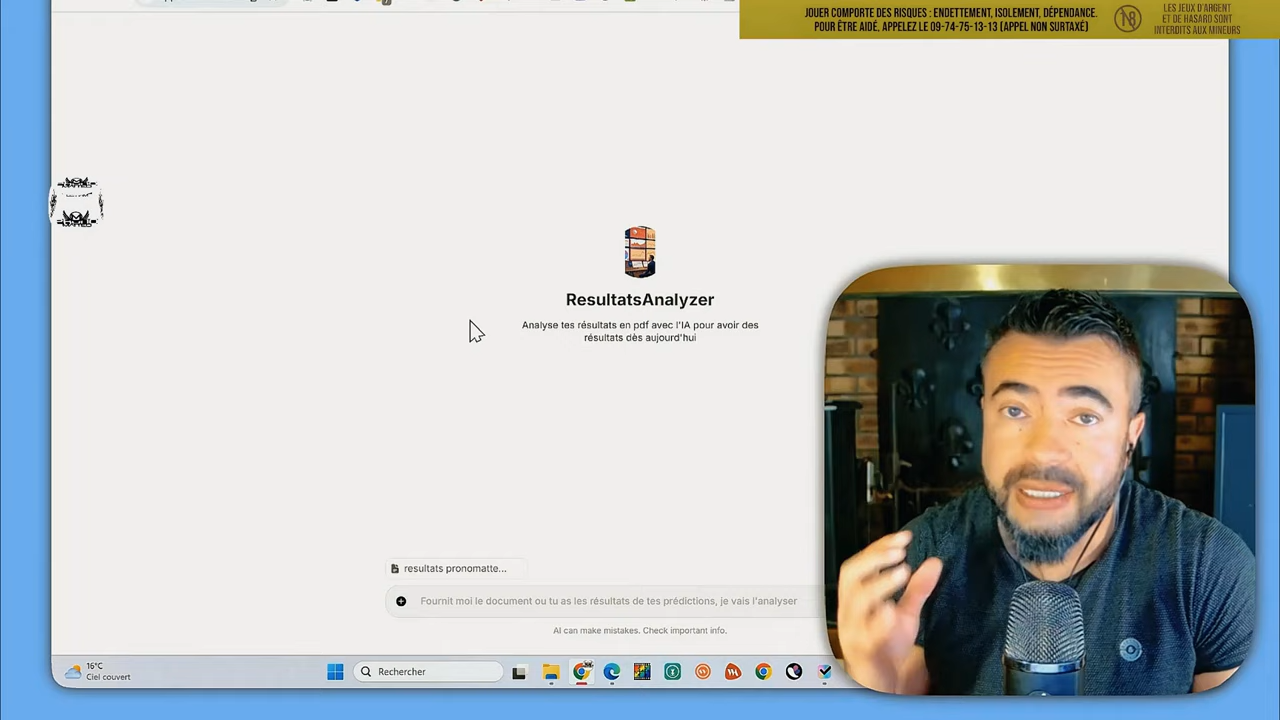 JOUER COMPORTE DES RISQUES : ENDETTEMENT, ISOLEMENT, DÉPENDANCE.
POUR ÊTRE AIDÉ, APPELEZ LE 09-74-75-13-13 (APPEL NON SURTAXÉ)
18
LES JEUX D'ARGENT
ET DE HASARD SONT
INTERDITS AUX MINEURS
ResultatsAnalyzer
Analyse tes résultats en pdf avec l'IA pour avoir des
résultats dès aujourd'hui
resultats pronomatte...
Fournit moi le document ou tu as les résultats de tes prédictions, je vais l'analyser
AI can make mistakes. Check important info.
16°C
Ciel couvert
Rechercher